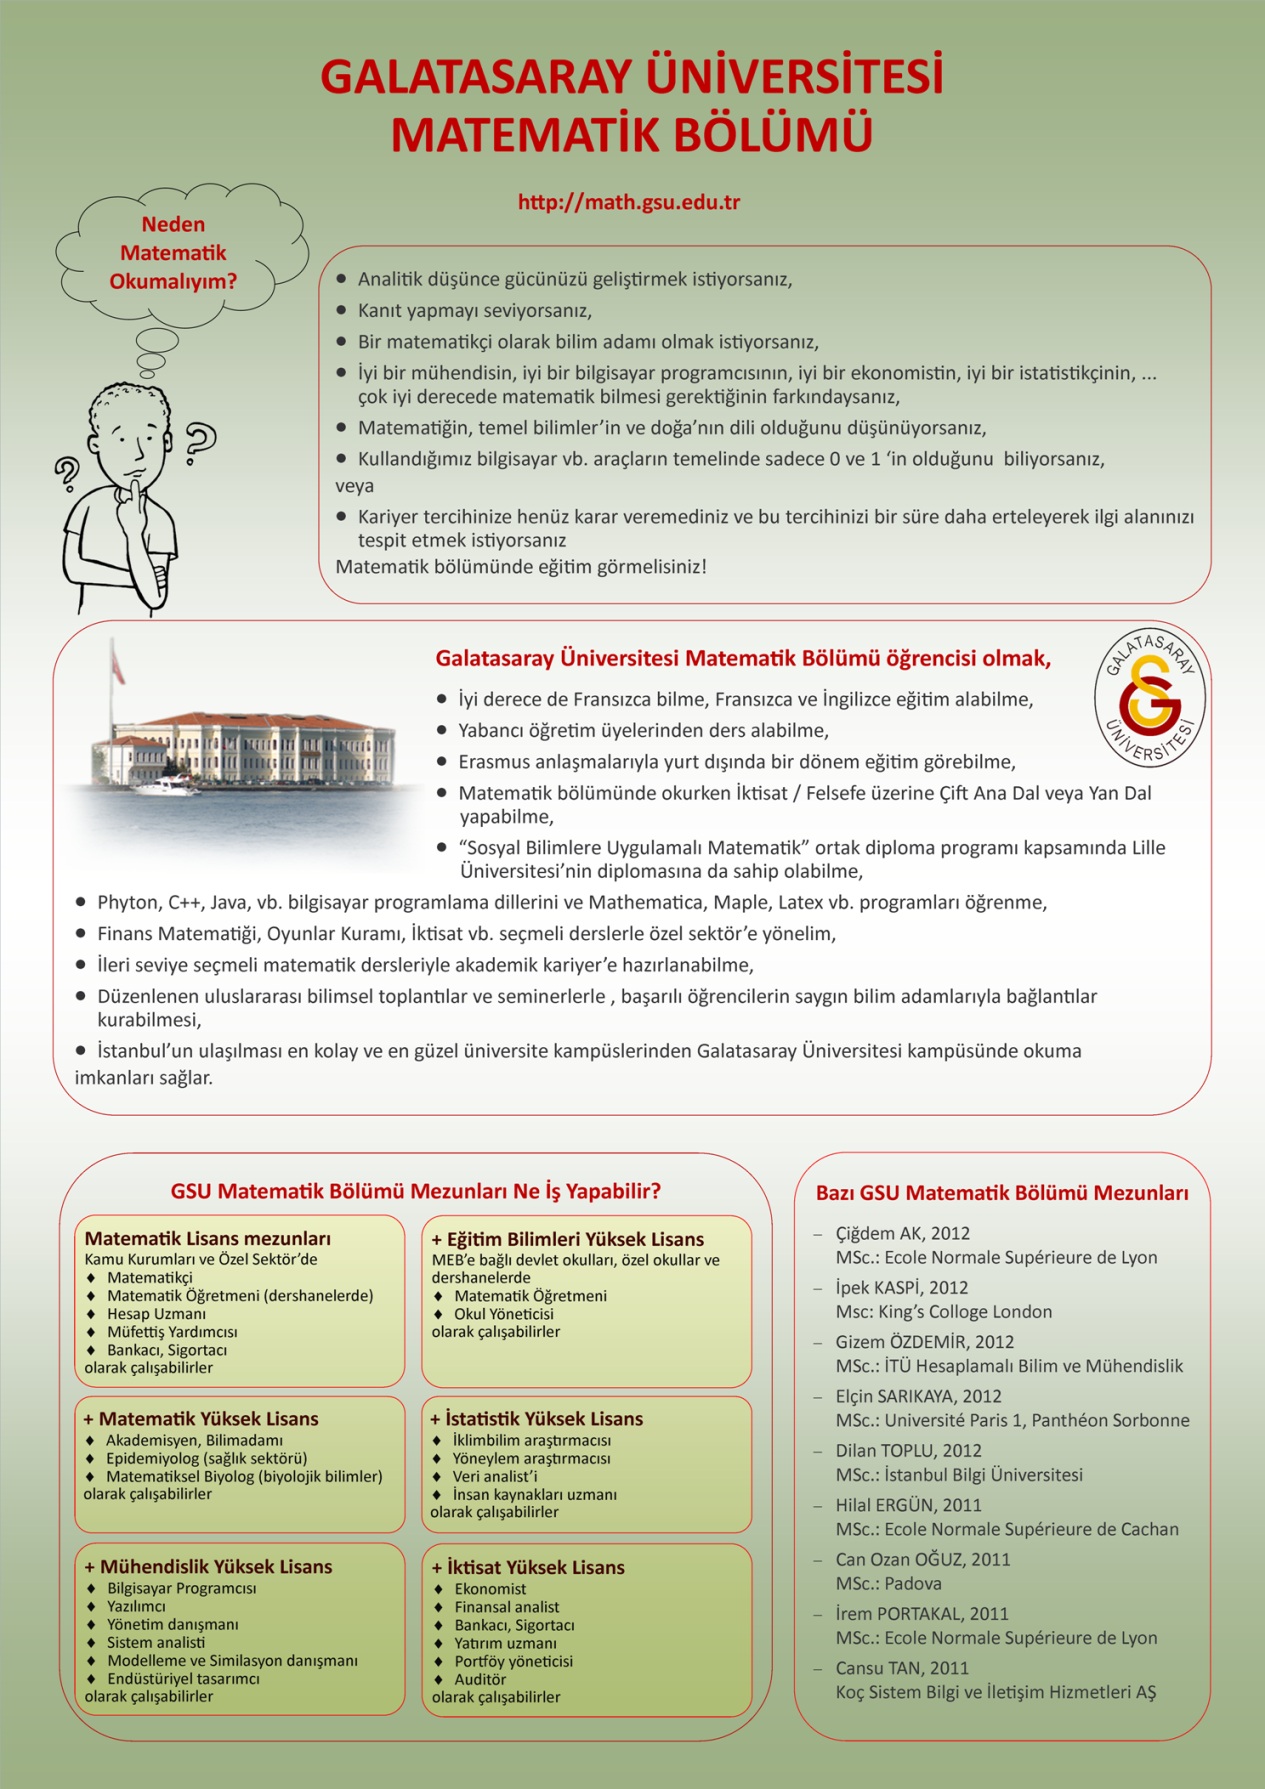 GALATASARAY ÜNİVERSİTESİ
MATEMATİK BÖLÜMÜ
http://math.gsu.edu.tr
Neden
Matematik
Okumalıyım?
● Analitik düşünce gücünüzü geliştirmek istiyorsanız,
● Kanıt yapmayı seviyorsanız,
● Bir matematikçi olarak bilim adamı olmak istiyorsanız,
● İyi bir mühendisin, iyi bir bilgisayar programcısının, iyi bir ekonomistin, iyi bir istatistikçinin, ...
çok iyi derecede matematik bilmesi gerektiğinin farkındaysanız,
● Matematiğin, temel bilimler’in ve doğa’nın dili olduğunu düşünüyorsanız,
● Kullandığımız bilgisayar vb. araçların temelinde sadece 0 ve 1 ‘in olduğunu  biliyorsanız,
veya
● Kariyer tercihinize henüz karar veremediniz ve bu tercihinizi bir süre daha erteleyerek ilgi alanınızı
tespit etmek istiyorsanız
Matematik bölümünde eğitim görmelisiniz!
? ?
Galatasaray Üniversitesi Matematik Bölümü öğrencisi olmak,
GALATASARAY
GS
ÜNİVERSİTESİ
● İyi derece de Fransızca bilme, Fransızca ve İngilizce eğitim alabilme,
● Yabancı öğretim üyelerinden ders alabilme,
● Erasmus anlaşmalarıyla yurt dışında bir dönem eğitim görebilme,
● Matematik bölümünde okurken İktisat / Felsefe üzerine Çift Ana Dal veya Yan Dal
yapabilme,
● “Sosyal Bilimlere Uygulamalı Matematik” ortak diploma programı kapsamında Lille
Üniversitesi’nin diplomasına da sahip olabilme,
● Phyton, C++, Java, vb. bilgisayar programlama dillerini ve Mathematica, Maple, Latex vb. programları öğrenme,
● Finans Matematiği, Oyunlar Kuramı, İktisat vb. seçmeli derslerle özel sektör’e yönelim,
● İleri seviye seçmeli matematik dersleriyle akademik kariyer’e hazırlanabilme,
● Düzenlenen uluslararası bilimsel toplantılar ve seminerlerle , başarılı öğrencilerin saygın bilim adamlarıyla bağlantılar
kurabilmesi,
● İstanbul’un ulaşılması en kolay ve en güzel üniversite kampüslerinden Galatasaray Üniversitesi kampüsünde okuma
imkanları sağlar.
GSU Matematik Bölümü Mezunları Ne İş Yapabilir?
Matematik Lisans mezunları
Kamu Kurumları ve Özel Sektör’de
♦ Matematikçi
♦ Matematik Öğretmeni (dershanelerde)
♦ Hesap Uzmanı
♦ Müfettiş Yardımcısı
♦ Bankacı, Sigortacı
olarak çalışabilirler
+ Eğitim Bilimleri Yüksek Lisans
MEB’e bağlı devlet okulları, özel okullar ve
dershanelerde
♦ Matematik Öğretmeni
♦ Okul Yöneticisi
olarak çalışabilirler
+ Matematik Yüksek Lisans
♦ Akademisyen, Bilimadamı
♦ Epidemiyolog (sağlık sektörü)
♦ Matematiksel Biyolog (biyolojik bilimler)
olarak çalışabilirler
+ İstatistik Yüksek Lisans
♦ İklimbilim araştırmacısı
♦ Yöneylem araştırmacısı
♦ Veri analist’i
♦ İnsan kaynakları uzmanı
olarak çalışabilirler
+ Mühendislik Yüksek Lisans
♦ Bilgisayar Programcısı
♦ Yazılımcı
♦ Yönetim danışmanı
♦ Sistem analisti
♦ Modelleme ve Similasyon danışmanı
♦ Endüstüriyel tasarımcı
olarak çalışabilirler
+ İktisat Yüksek Lisans
♦ Ekonomist
♦ Finansal analist
♦ Bankacı, Sigortacı
♦ Yatırım uzmanı
♦ Portföy yöneticisi
♦ Auditör
olarak çalışabilirler
Bazı GSU Matematik Bölümü Mezunları
– Çiğdem AK, 2012
MSc.: Ecole Normale Supérieure de Lyon
– İpek KASPİ, 2012
Msc: King’s Colloge London
– Gizem ÖZDEMİR, 2012
MSc.: İTÜ Hesaplamalı Bilim ve Mühendislik
– Elçin SARIKAYA, 2012
MSc.: Université Paris 1, Panthéon Sorbonne
– Dilan TOPLU, 2012
MSc.: İstanbul Bilgi Üniversitesi
– Hilal ERGÜN, 2011
MSc.: Ecole Normale Supérieure de Cachan
– Can Ozan OĞUZ, 2011
MSc.: Padova
– İrem PORTAKAL, 2011
MSc.: Ecole Normale Supérieure de Lyon
– Cansu TAN, 2011
Koç Sistem Bilgi ve İletişim Hizmetleri AŞ